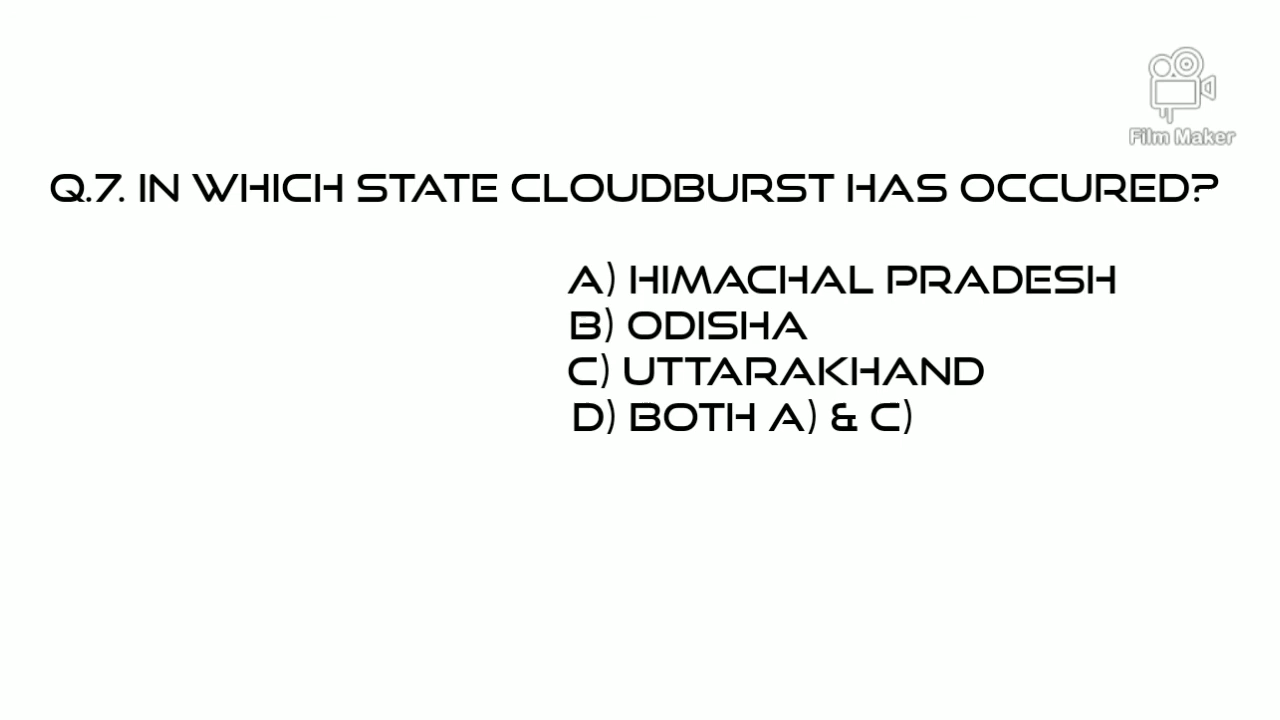 Film Maker
Q.7. IN WHICH STATE CLOUDBURST HAS OCCURED?
A) HIMACHAL PRADESH
B) ODISHA
C) UTTARAKHAND
D) BOTH A) & C)